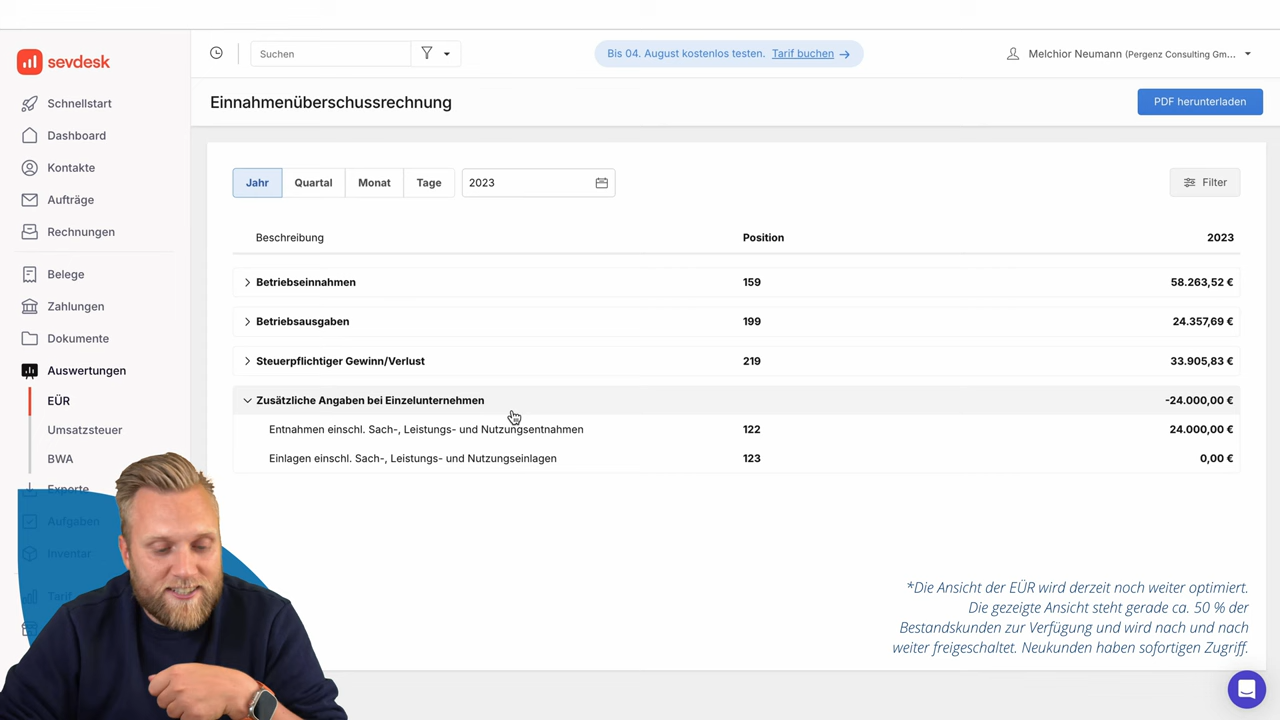 sevdesk
Suchen
Bis 04. August kostenlos testen. Tarif buchen →
Melchior Neumann (Pergenz Consulting Gm...
Schnellstart
Dashboard
Kontakte
Aufträge
Rechnungen
Belege
Zahlungen
Dokumente
Auswertungen
EÜR
Umsatzsteuer
BWA
Exporte
Aufgaben
Inventar
Tarif
Einnahmenüberschussrechnung
PDF herunterladen
Jahr Quartal Monat Tage 2023 Filter
Beschreibung Position 2023
Betriebseinnahmen 159 58.263,52 €
Betriebsausgaben 199 24.357,69 €
Steuerpflichtiger Gewinn/Verlust 219 33.905,83 €
Zusätzliche Angaben bei Einzelunternehmen -24.000,00 €
Entnahmen einschl. Sach-, Leistungs- und Nutzungsentnahmen 122 24.000,00 €
Einlagen einschl. Sach-, Leistungs- und Nutzungseinlagen 123 0,00 €
*Die Ansicht der EÜR wird derzeit noch weiter optimiert.
Die gezeigte Ansicht steht gerade ca. 50 % der
Bestandskunden zur Verfügung und wird nach und nach
weiter freigeschaltet. Neukunden haben sofortigen Zugriff.